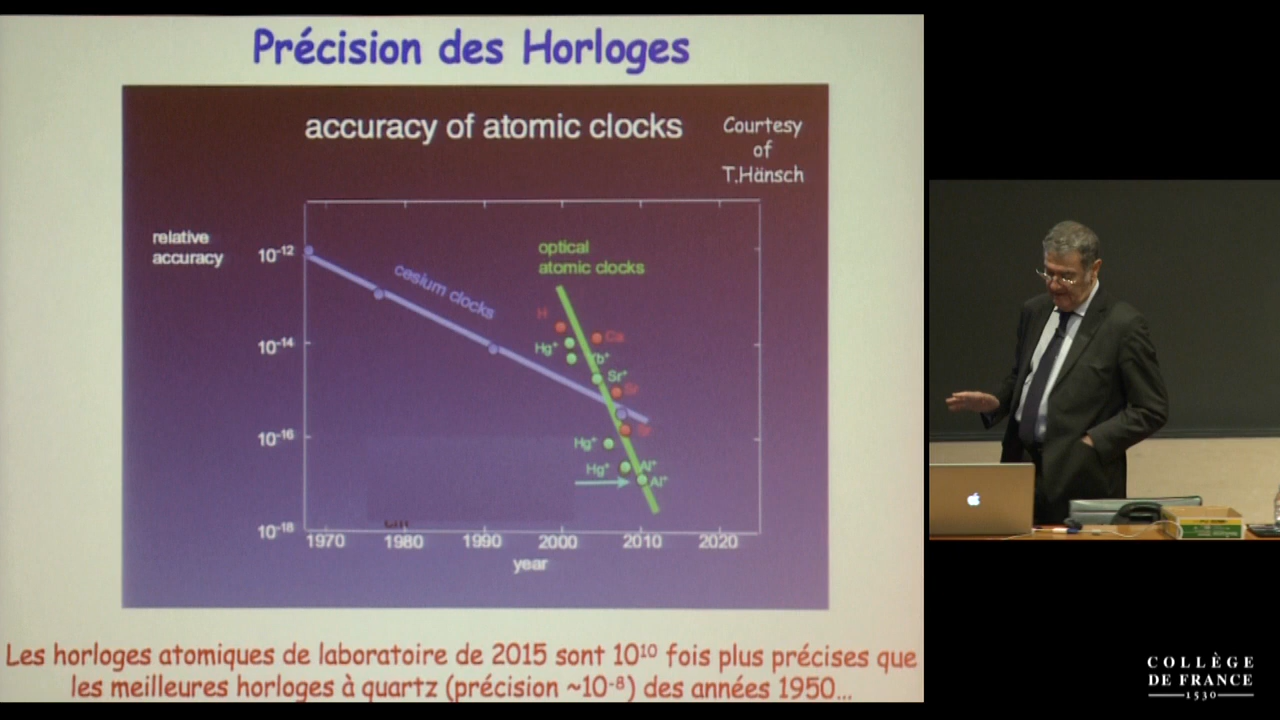 Précision des Horloges
accuracy of atomic clocks
Courtesy
of
T.Hänsch
relative
accuracy
10⁻¹²
10⁻¹⁴
10⁻¹⁶
10⁻¹⁸
cesium clocks
optical
atomic clocks
H
Ca
Hg⁺
Yb⁺
Sr⁺
Sr
Sr
Hg⁺
Hg⁺
Al⁺
Al⁺
1970 1980 1990 2000 2010 2020
year
Les horloges atomiques de laboratoire de 2015 sont 10¹⁰ fois plus précises que
les meilleures horloges à quartz (précision ~10⁻⁸) des années 1950...
COLLÈGE
DE FRANCE
1530